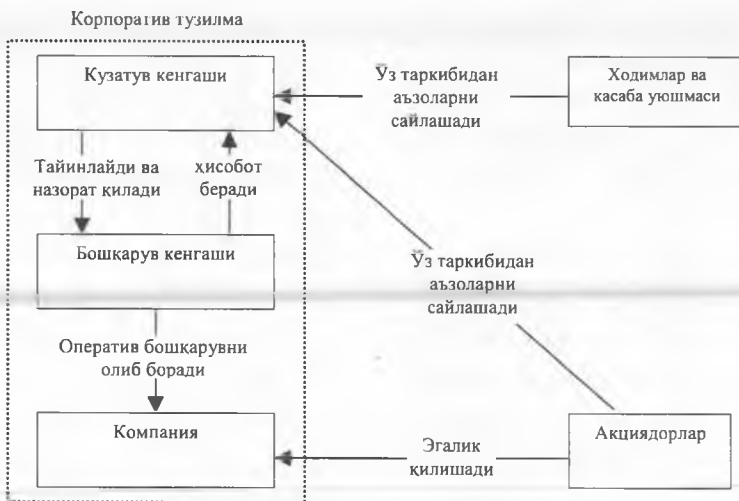 Корпоратив тузилма
Кузатув кенгаши
Ўз таркибидан
аъзоларни
сайлашади
Ходимлар ва
касаба уюшмаси
Тайинлайди ва
назорат қилади
ҳисобот
беради
Бошқарув кенгаши
Ўз таркибидан
аъзоларни
сайлашади
Оператив бошқарувни
олиб боради
Компания
Эгалик
қилишади
Акциядорлар